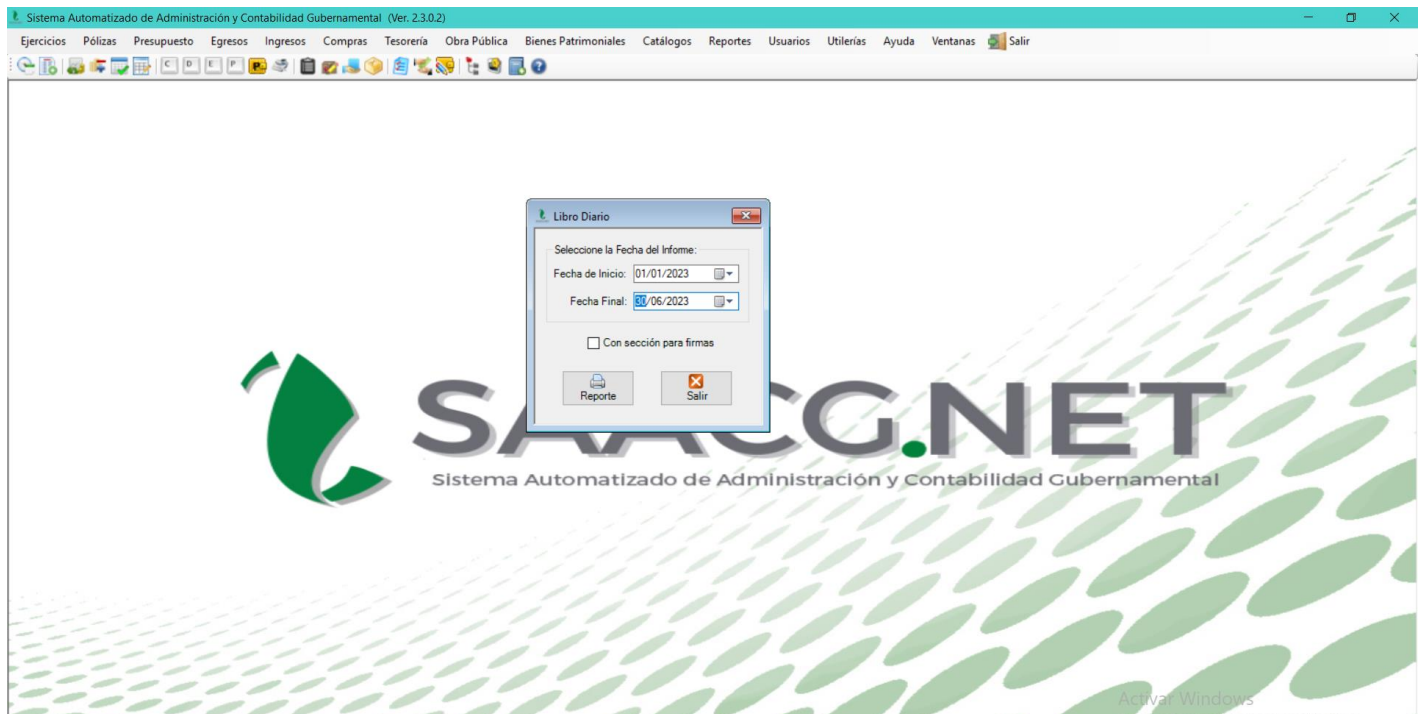 Sistema Automatizado de Administración y Contabilidad Gubernamental (Ver. 2.3.0.2)
Ejercicios Pólizas Presupuesto Egresos Ingresos Compras Tesorería Obra Pública Bienes Patrimoniales Catálogos Reportes Usuarios Utilerías Ayuda Ventanas Salir
C D E P P
Libro Diario
Seleccione la Fecha del Informe:
Fecha de Inicio: 01/01/2023
Fecha Final: 30/06/2023
Con sección para firmas
Reporte Salir
SAACG.NET
Sistema Automatizado de Administración y Contabilidad Gubernamental
Activar Windows